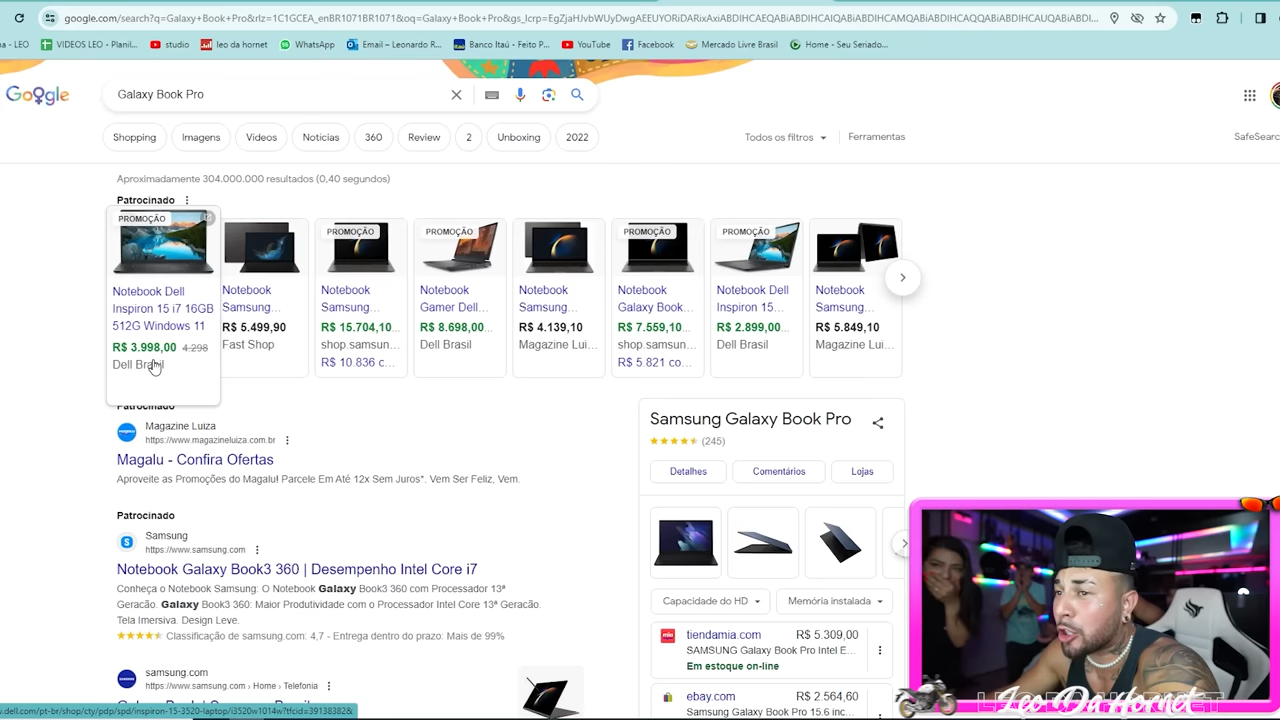 google.com/search?q=Galaxy+Book+Pro&rlz=1C1GCEA_enBR1071BR1071&oq=Galaxy+Book+Pro&gs_lcrp=
na - LEO
VIDEOS LEO - Planil...
studio
leo da hornet
WhatsApp
Email – Leonardo R...
Banco Itaú - Feito P...
YouTube
Facebook
Mercado Livre Brasil
Home - Seu Seriado...
Google
Galaxy Book Pro
Shopping
Imagens
Vídeos
Notícias
360
Review
2
Unboxing
2022
Todos os filtros
Ferramentas
SafeSearc
Aproximadamente 304.000.000 resultados (0,40 segundos)
Patrocinado
PROMOÇÃO
Notebook Dell
Inspiron 15 i7 16GB
512G Windows 11
R$ 3.998,00 4.298
Dell Brasil
Notebook
Samsung...
R$ 5.499,90
Fast Shop
PROMOÇÃO
Notebook
Samsung...
R$ 15.704,10...
shop.samsun...
R$ 10.836 c...
PROMOÇÃO
Notebook
Gamer Dell...
R$ 8.698,00...
Dell Brasil
Notebook
Samsung...
R$ 4.139,10
Magazine Lui...
PROMOÇÃO
Notebook
Galaxy Book...
R$ 7.559,10...
shop.samsun...
R$ 5.821 co...
PROMOÇÃO
Notebook Dell
Inspiron 15...
R$ 2.899,00...
Dell Brasil
Notebook
Samsung...
R$ 5.849,10
Magazine Lui...
Patrocinado
Magazine Luiza
https://www.magazineluiza.com.br
Magalu - Confira Ofertas
Aproveite as Promoções do Magalu! Parcele Em Até 12x Sem Juros*. Vem Ser Feliz, Vem.
Patrocinado
Samsung
https://www.samsung.com
Notebook Galaxy Book3 360 | Desempenho Intel Core i7
Conheça o Notebook Samsung: O Notebook Galaxy Book3 360 com Processador 13ª
Geração. Galaxy Book3 360: Maior Produtividade com o Processador Intel Core 13ª Geração.
Tela Imersiva. Design Leve.
Classificação de samsung.com: 4,7 - Entrega dentro do prazo: Mais de 99%
samsung.com
https://www.samsung.com › Home › Telefonia
Samsung Galaxy Book Pro
(245)
Detalhes
Comentários
Lojas
Capacidade do HD
Memória instalada
tiendamia.com R$ 5.309,00
SAMSUNG Galaxy Book Pro Intel E...
Em estoque on-line
ebay.com R$ 2.564,60
Samsung Galaxy Book Pro 15.6 inc...
w.dell.com/pt-br/shop/cty/pdp/spd/inspiron-15-3520-laptop/i3520w1014w?tfcid=39138382&
Leo Da Hornet